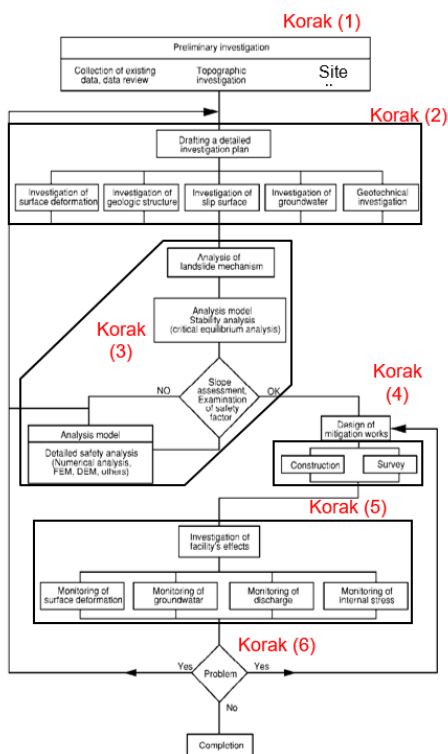 Korak (1)
Preliminary investigation
Collection of existing
data, data review
Topographic
investigation
Site
Korak (2)
Drafting a detailed
investigation plan
Investigation of
surface deformation
Investigation of
geologic structure
Investigation of
slip surface
Investigation of
groundwater
Geotechnical
investigation
Analysis of
landslide mechanism
Analysis model
Stability analysis
(critical equilibrium analysis)
Korak
(3)
NO
Slope
assessment,
Examination
of safety
factor
OK
Korak
(4)
Analysis model
Detailed safety analysis
(Numerical analysis,
FEM, DEM, others)
Design of
mitigation works
Construction
Survey
Korak (5)
Investigation of
facility's effects
Monitoring of
surface deformation
Monitoring of
groundwatar
Monitoring of
discharge
Monitoring of
internal stress
Korak (6)
Yes
Problem
Yes
No
Completion